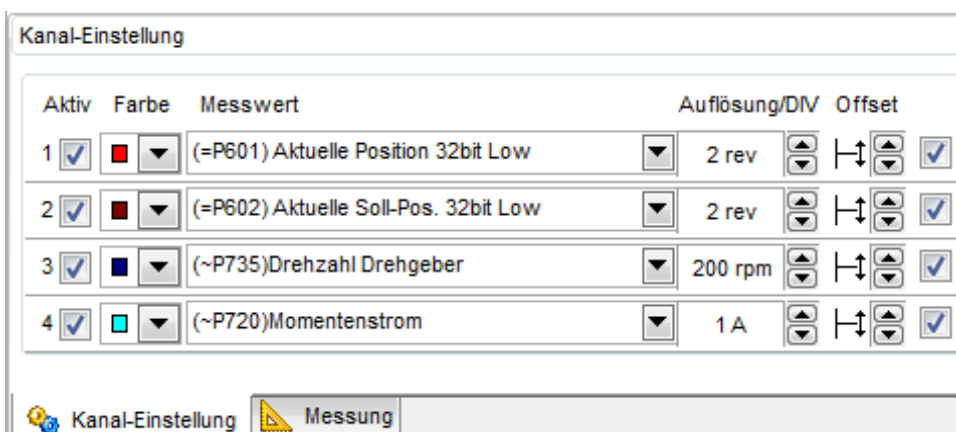 Kanal-Einstellung
Aktiv Farbe Messwert Auflösung/DIV Offset
1 (=P601) Aktuelle Position 32bit Low 2 rev
2 (=P602) Aktuelle Soll-Pos. 32bit Low 2 rev
3 (~P735)Drehzahl Drehgeber 200 rpm
4 (~P720)Momentenstrom 1 A
Kanal-Einstellung Messung